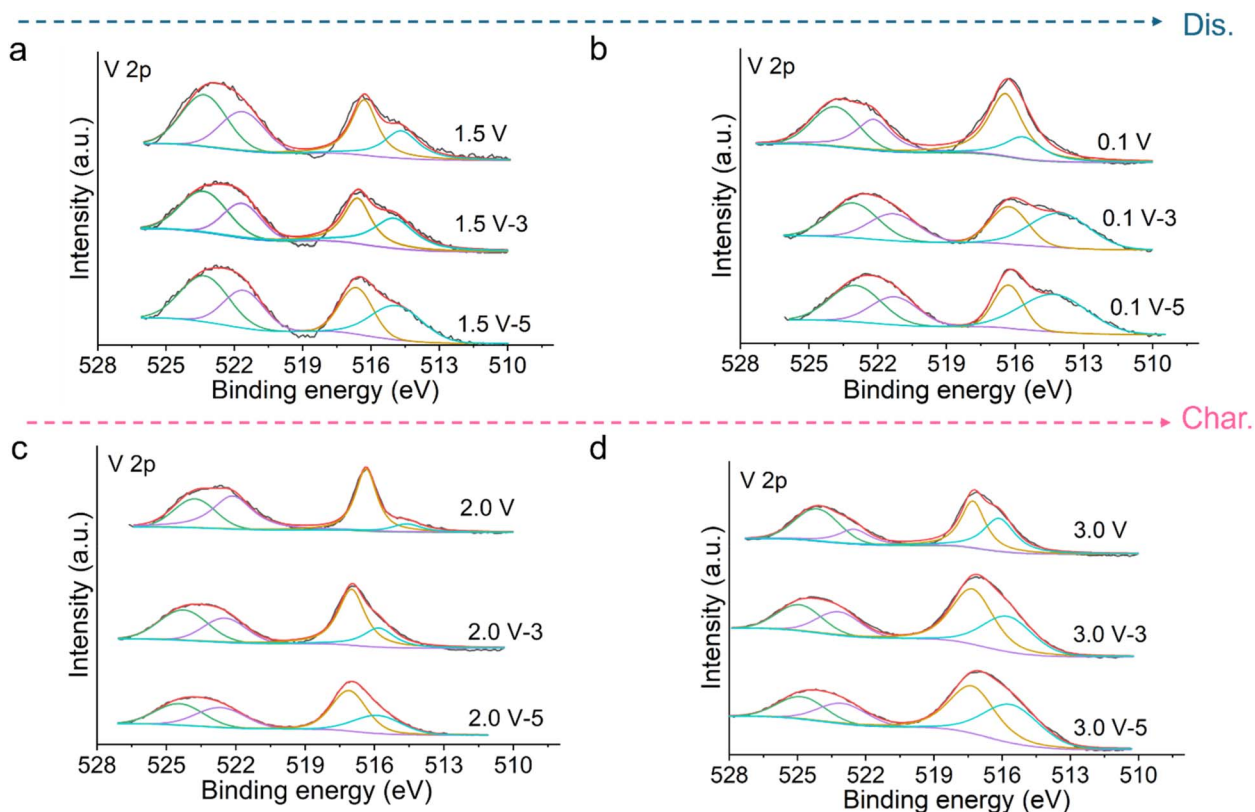 Dis.
a
V 2p
1.5 V
1.5 V-3
1.5 V-5
Intensity (a.u.)
528 525 522 519 516 513 510
Binding energy (eV)
b
V 2p
0.1 V
0.1 V-3
0.1 V-5
Intensity (a.u.)
528 525 522 519 516 513 510
Binding energy (eV)
Char.
c
V 2p
2.0 V
2.0 V-3
2.0 V-5
Intensity (a.u.)
528 525 522 519 516 513 510
Binding energy (eV)
d
V 2p
3.0 V
3.0 V-3
3.0 V-5
Intensity (a.u.)
528 525 522 519 516 513 510
Binding energy (eV)